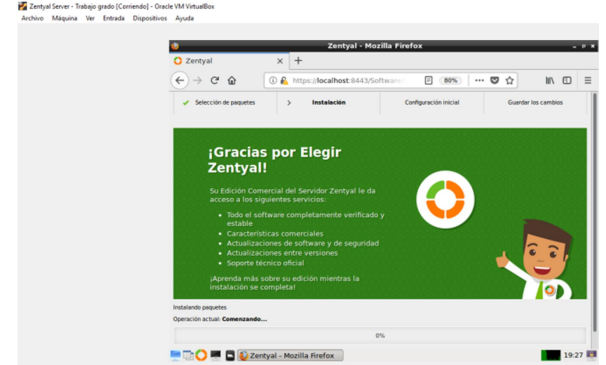 Zentyal Server - Trabajo grado [Corriendo] - Oracle VM VirtualBox
Archivo Máquina Ver Entrada Dispositivos Ayuda
Zentyal - Mozilla Firefox
Zentyal
https://localhost:8443/Software
80%
Selección de paquetes
Instalación
Configuración inicial
Guardar los cambios
¡Gracias por Elegir
Zentyal!
Su Edición Comercial del Servidor Zentyal le da
acceso a los siguientes servicios:
Todo el software completamente verificado y
estable
Características comerciales
Actualizaciones de software y de seguridad
Actualizaciones entre versiones
Soporte técnico oficial
¡Aprenda más sobre su edición mientras la
instalación se completa!
Instalando paquetes
Operación actual: Comenzando...
0%
Zentyal - Mozilla Firefox
19:27